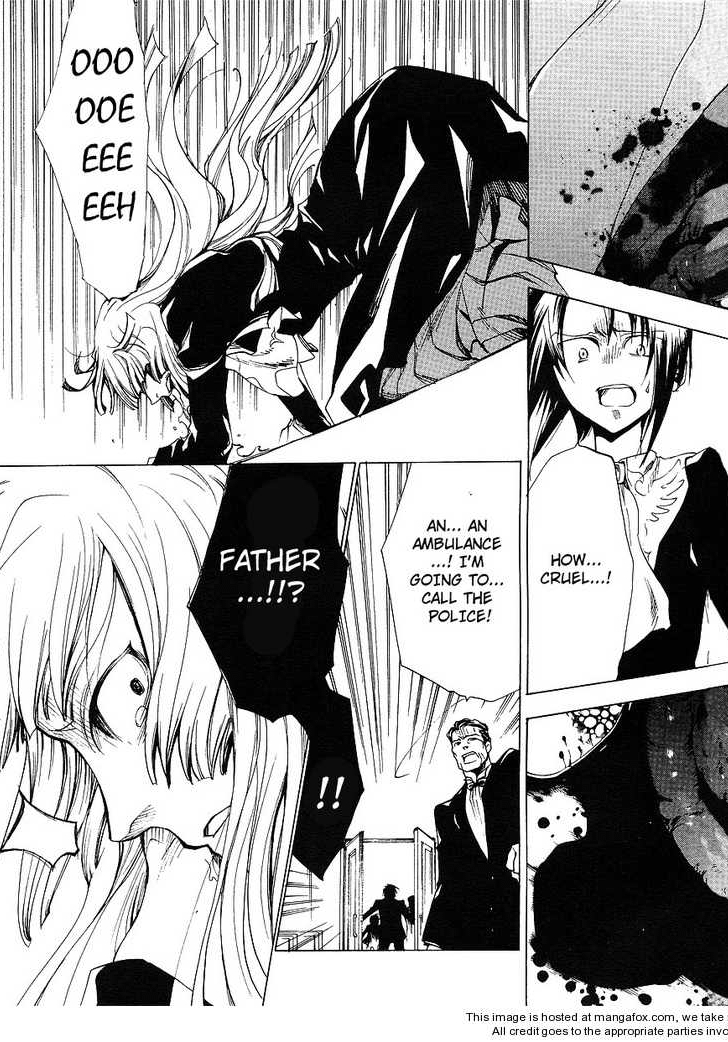 HOW...
CRUEL...!
OOO
OOE
EEE
EEH
AN... AN
AMBULANCE
...! I'M
GOING TO...
CALL THE
POLICE!
FATHER
...!!?
!!
This image is hosted at mangafox.com, we take
All credit goes to the appropriate parties invo